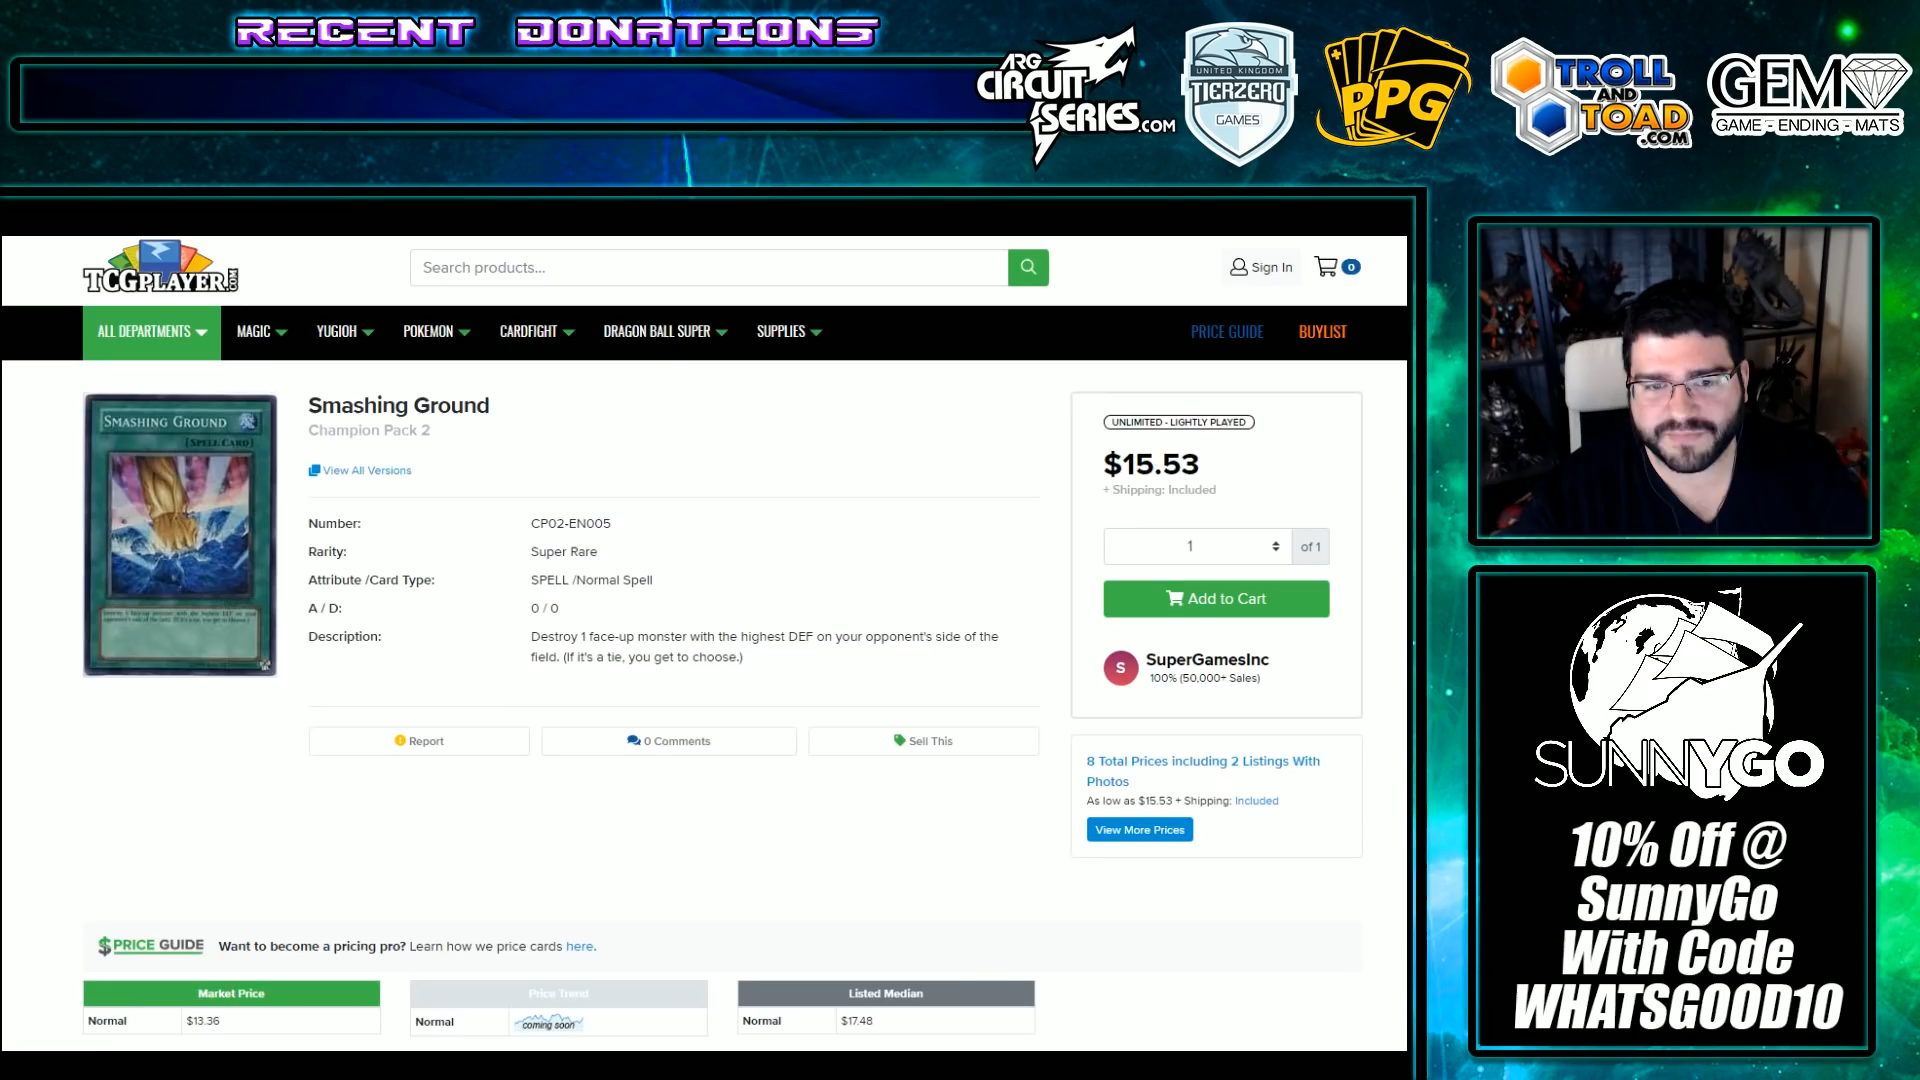 RECENT DONATIONS
ARG
CIRCUIT
SERIES.COM
UNITED KINGDOM
TIERZERO
GAMES
PPG
TROLL
AND
TOAD
.COM
GEM
GAME - ENDING - MATS
TCGPLAYER.COM
Search products...
Sign In
0
ALL DEPARTMENTS
MAGIC
YUGIOH
POKEMON
CARDFIGHT
DRAGON BALL SUPER
SUPPLIES
PRICE GUIDE
BUYLIST
SMASHING GROUND
[SPELL CARD]
Smashing Ground
Champion Pack 2
View All Versions
Number: CP02-EN005
Rarity: Super Rare
Attribute /Card Type: SPELL /Normal Spell
A / D: 0 / 0
Description: Destroy 1 face-up monster with the highest DEF on your opponent's side of the
field. (If it's a tie, you get to choose.)
Report
0 Comments
Sell This
UNLIMITED - LIGHTLY PLAYED
$15.53
+ Shipping: Included
1
of 1
Add to Cart
S
SuperGamesInc
100% (50,000+ Sales)
8 Total Prices including 2 Listings With
Photos
As low as $15.53 + Shipping: Included
View More Prices
$PRICE GUIDE Want to become a pricing pro? Learn how we price cards here.
Market Price
Normal $13.36
Price Trend
Normal coming soon
Listed Median
Normal $17.48
SUNNYGO
10% Off @
SunnyGo
With Code
WHATSGOOD10